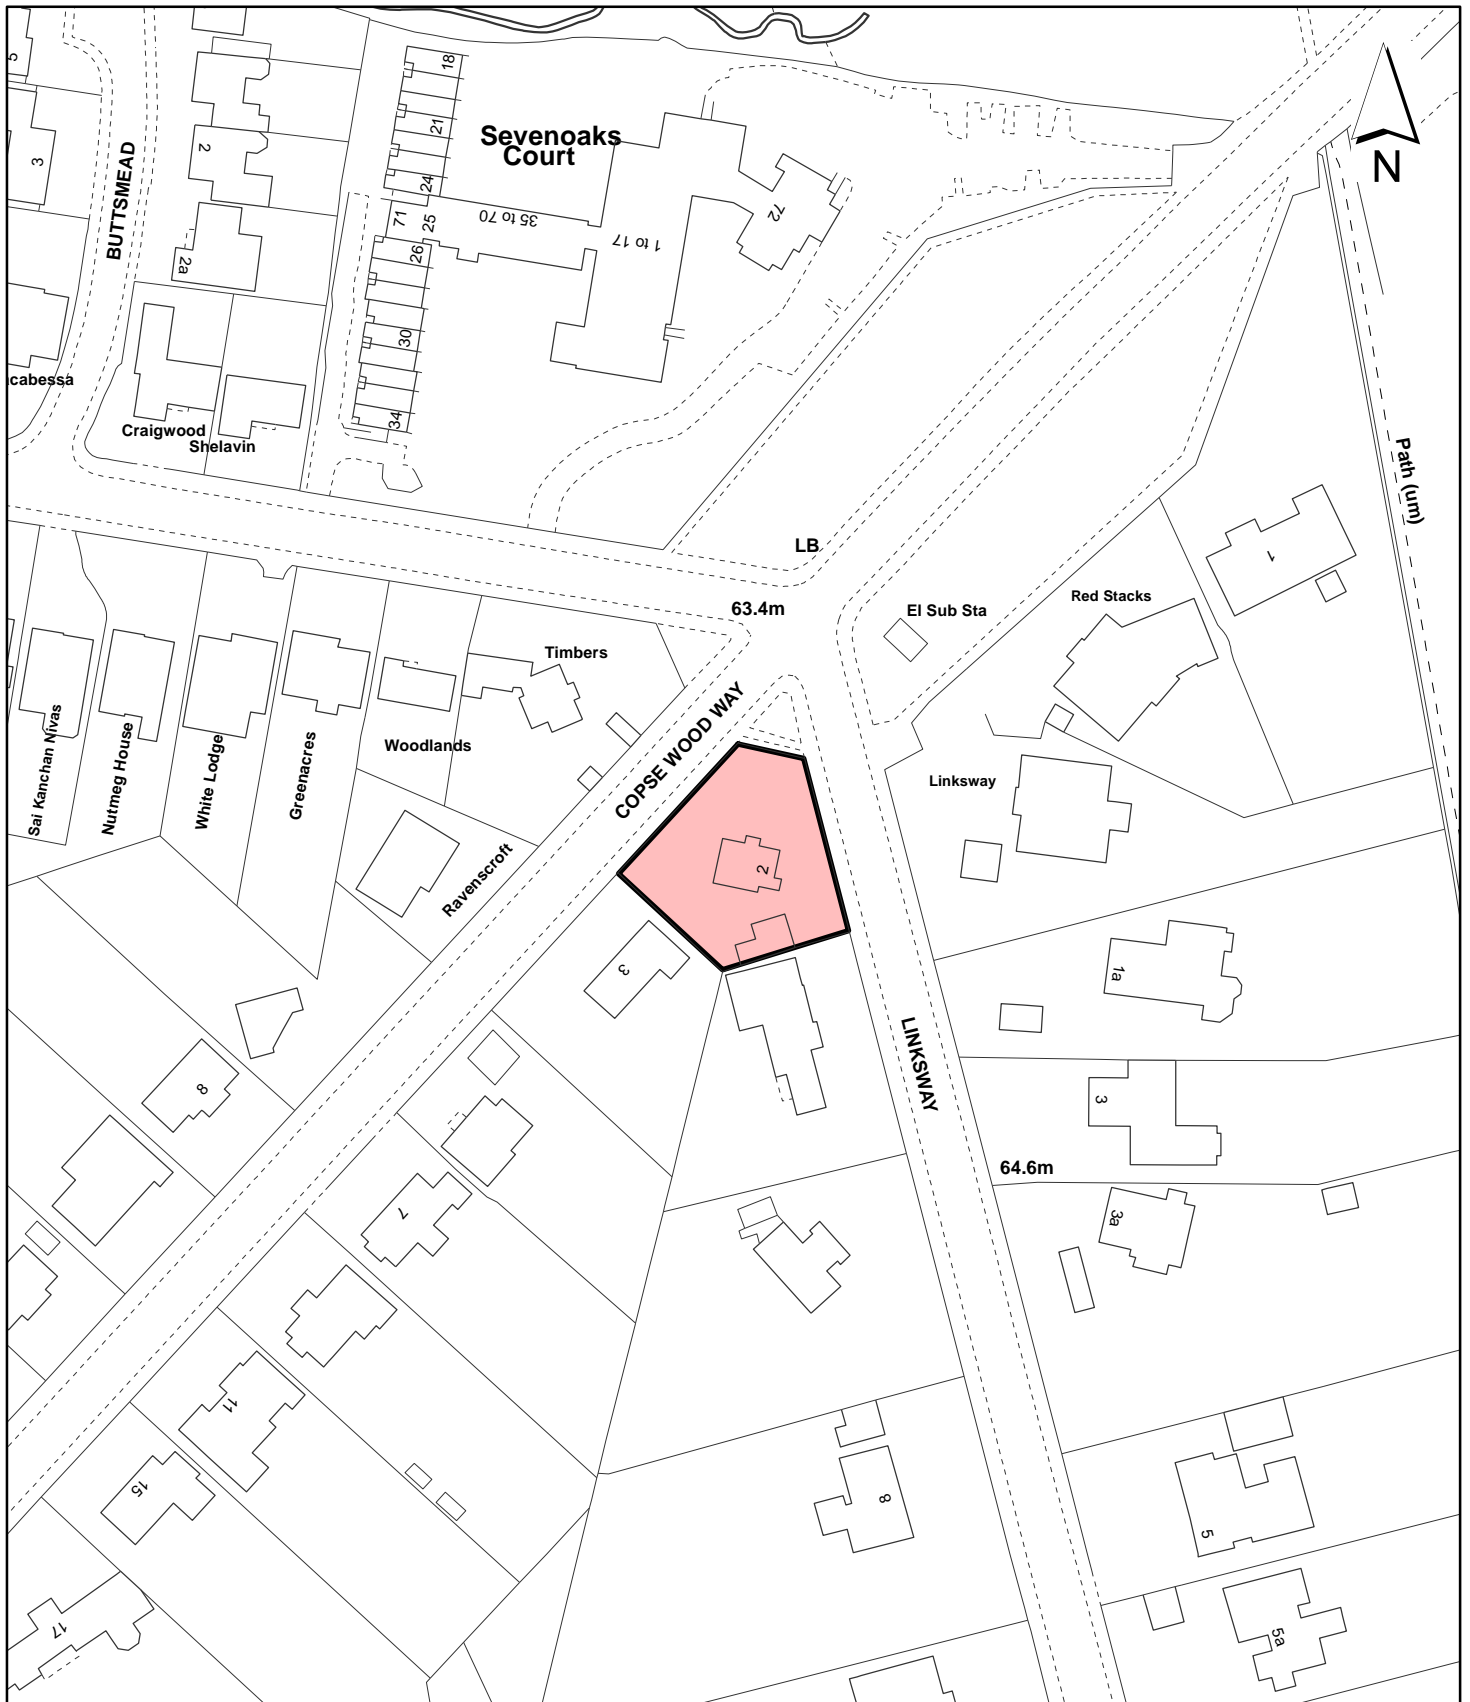 18
5
Sevenoaks
Court
21
3
2
BUTTSMEAD
24
71
25
35 to 70
1 to 17
72
26
2a
N
30
cabessa
34
Craigwood
Shelavin
Path (um)
LB
1
63.4m
El Sub Sta
Red Stacks
Timbers
COPSE WOOD WAY
Sai Kanchan Nivas
Nutmeg House
White Lodge
Greenacres
Woodlands
Linksway
Ravenscroft
2
3
1a
LINKSWAY
8
3
64.6m
7
3a
11
15
8
5
17
5a